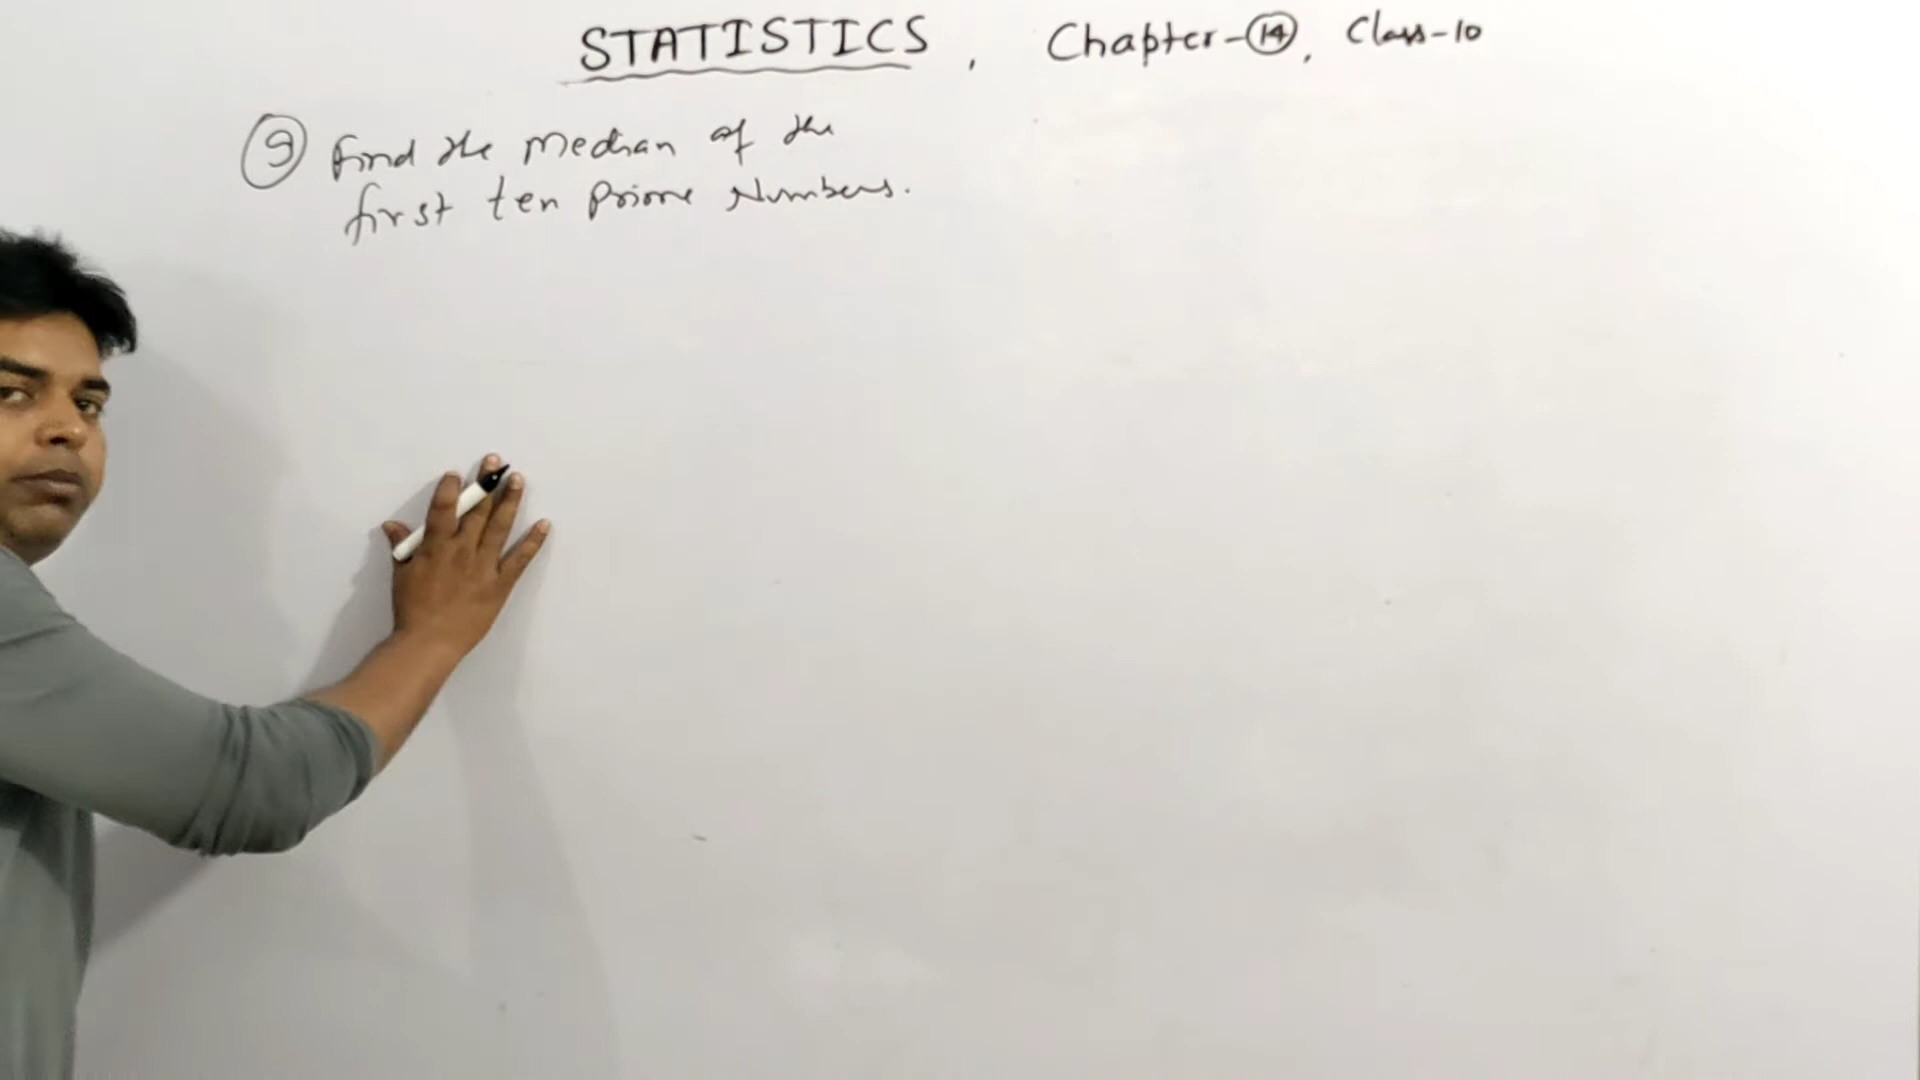 STATISTICS, Chapter-14, Class-10
9 Find the Median of the
first ten Prime Numbers.